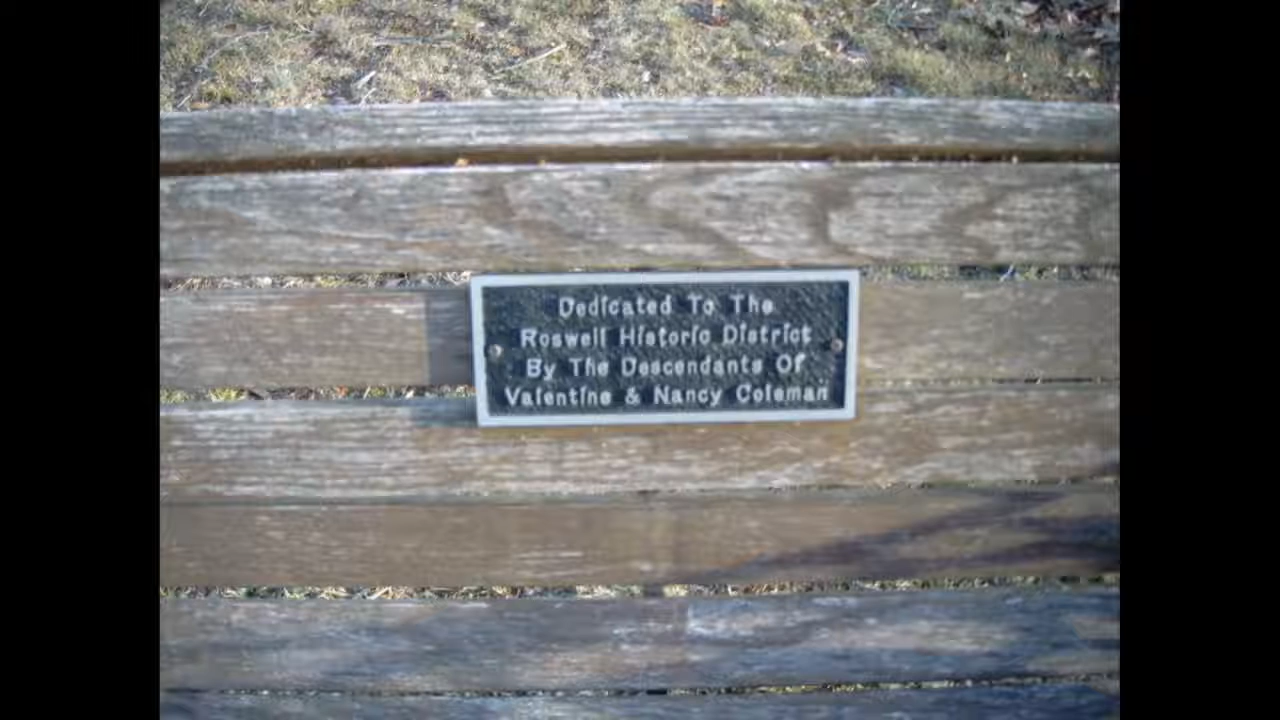 Dedicated To The
Roswell Historic District
By The Descendants Of
Valentine & Nancy Coleman